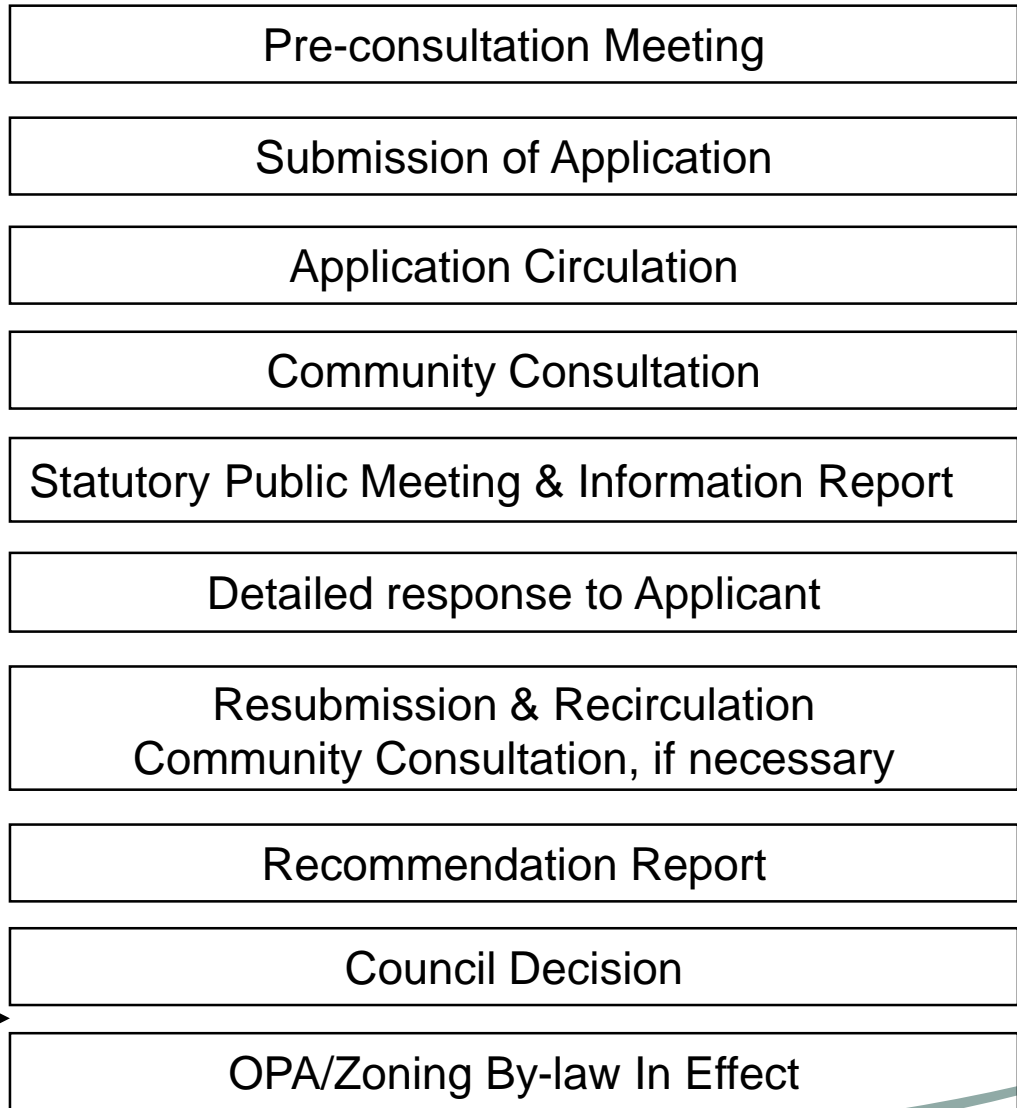 Pre-consultation Meeting
Submission of Application
Application Circulation
Community Consultation
Statutory Public Meeting & Information Report
Detailed response to Applicant
Resubmission & Recirculation
Community Consultation, if necessary
Recommendation Report
Council Decision
OPA/Zoning By-law In Effect